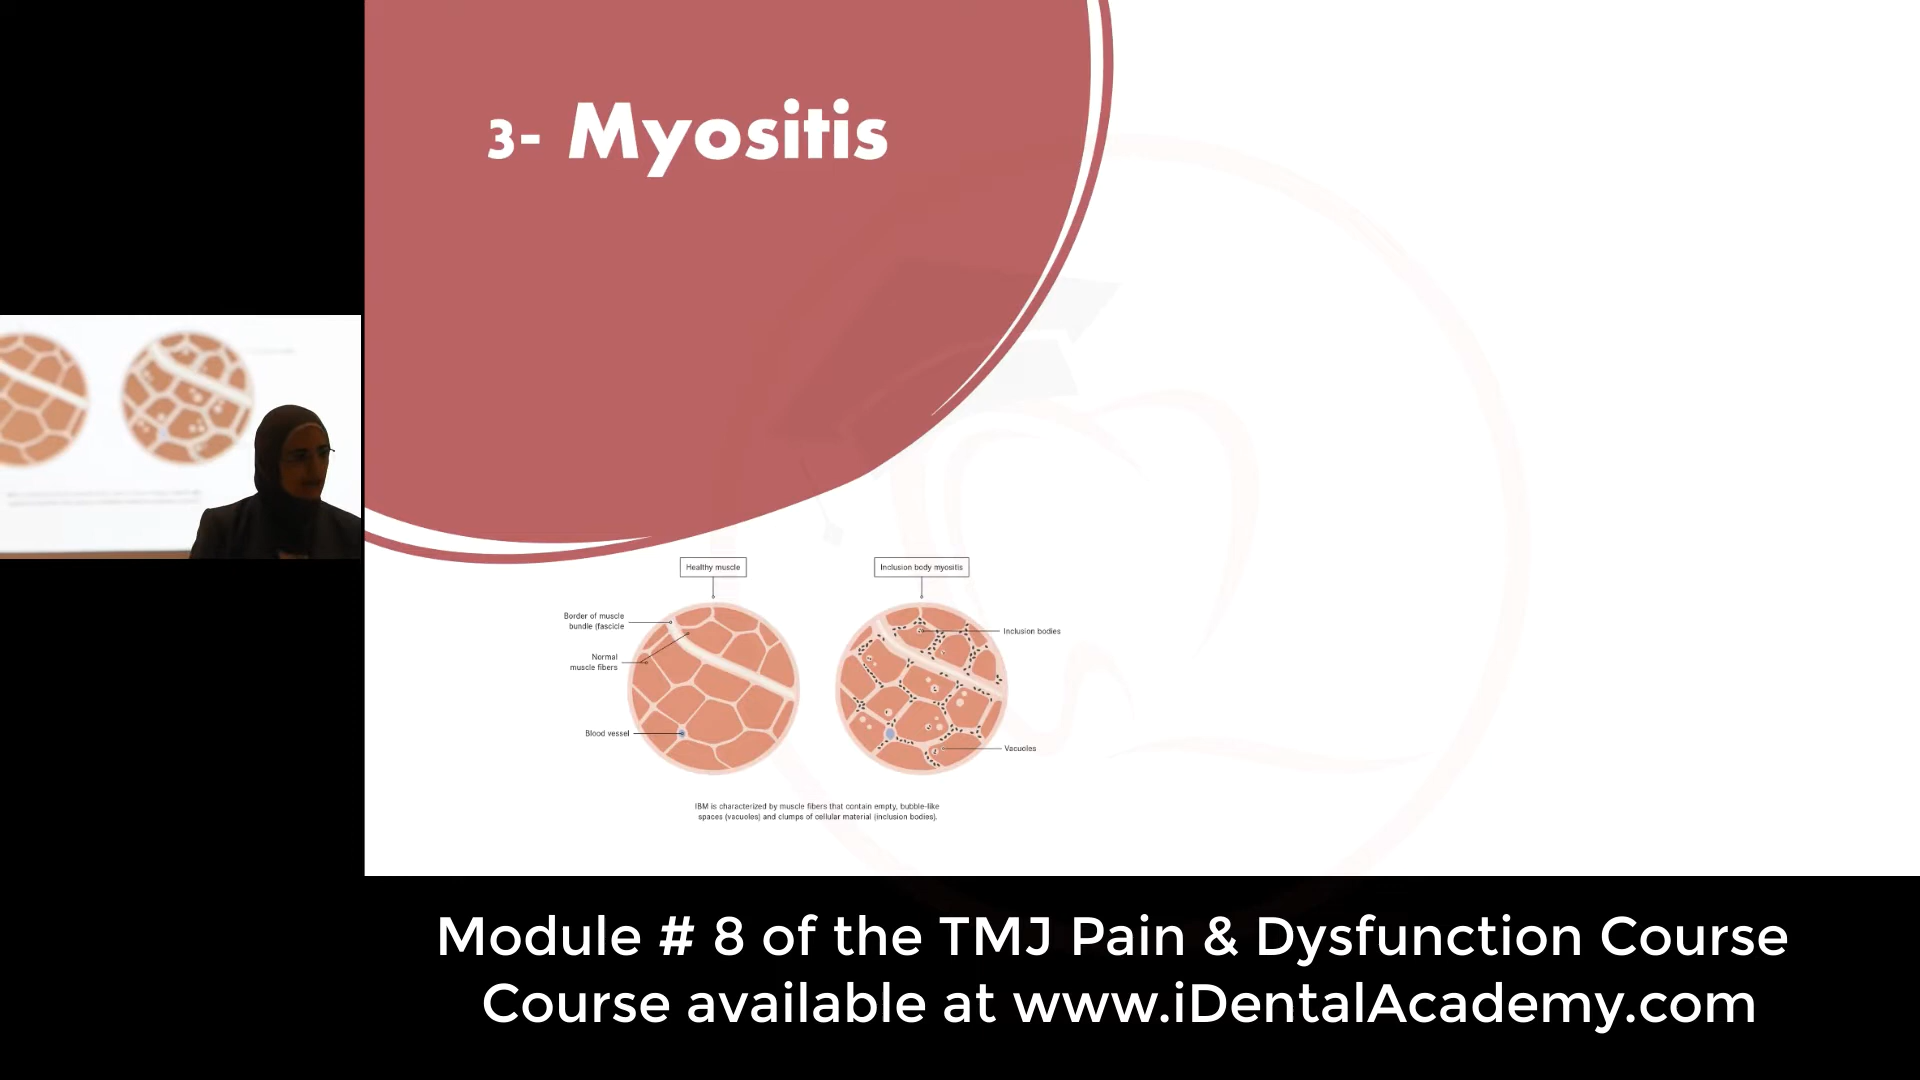 3- Myositis
Healthy muscle
Inclusion body myositis
Border of muscle
bundle (fascicle
Normal
muscle fibers
Blood vessel
Inclusion bodies
Vacuoles
IBM is characterized by muscle fibers that contain empty, bubble-like
spaces (vacuoles) and clumps of cellular material (inclusion bodies).
Module # 8 of the TMJ Pain & Dysfunction Course
Course available at www.iDentalAcademy.com